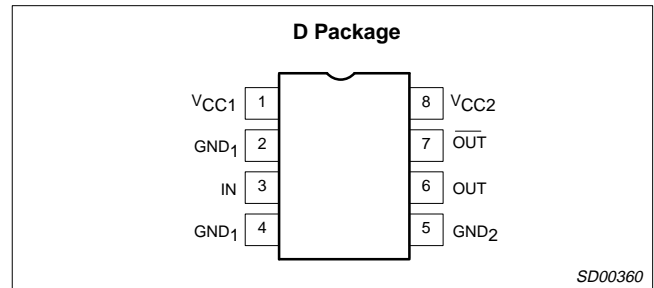 D Package
VCC1 1 8 VCC2
GND1 2 7 OUT
IN 3 6 OUT
GND1 4 5 GND2
SD00360